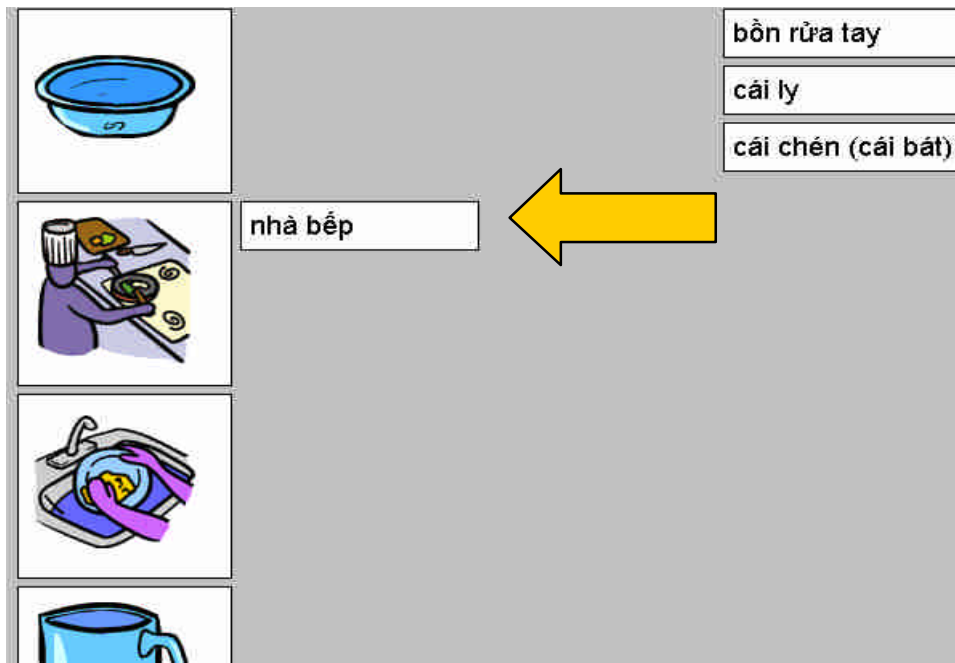 bồn rửa tay
cái ly
cái chén (cái bát)
nhà bếp